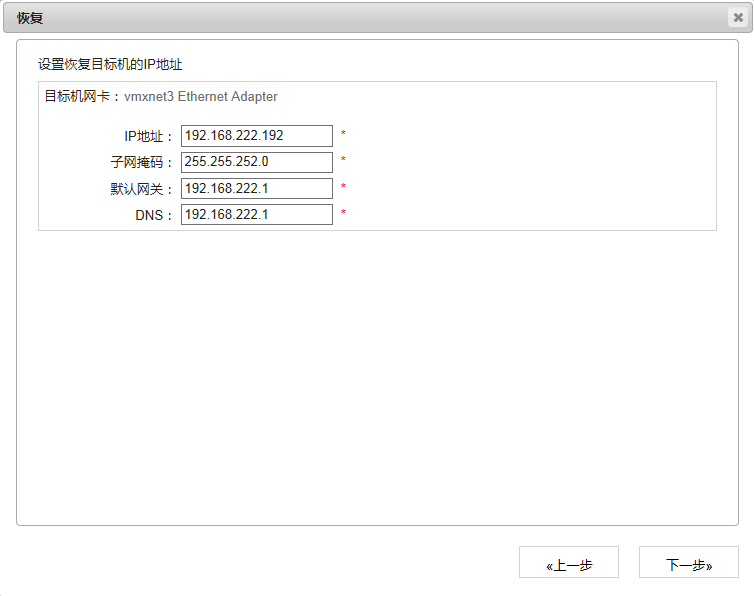 恢复
设置恢复目标机的IP地址
目标机网卡：vmxnet3 Ethernet Adapter
IP地址： 192.168.222.192 *
子网掩码： 255.255.252.0 *
默认网关： 192.168.222.1 *
DNS： 192.168.222.1 *
«上一步 下一步»